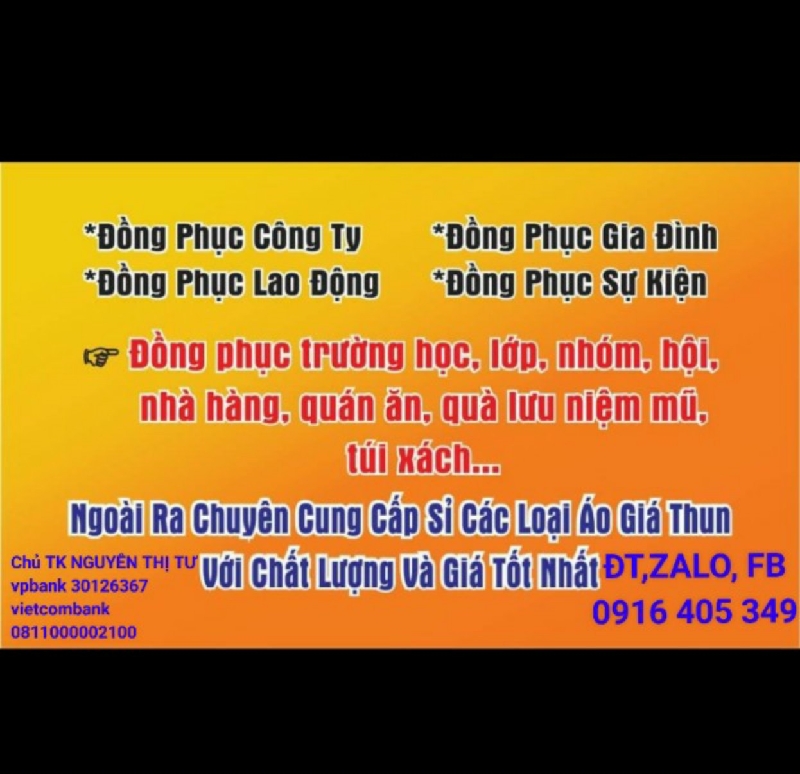 *Đồng Phục Công Ty
*Đồng Phục Gia Đình
*Đồng Phục Lao Động
*Đồng Phục Sự Kiện
☞ Đồng phục trường học, lớp, nhóm, hội,
nhà hàng, quán ăn, quà lưu niệm mũ,
túi xách...
Ngoài Ra Chuyên Cung Cấp Sỉ Các Loại Áo Giá Thun
Với Chất Lượng Và Giá Tốt Nhất
Chủ TK NGUYÊN THỊ TƯ
vpbank 30126367
vietcombank
0811000002100
ĐT,ZALO, FB
0916 405 349